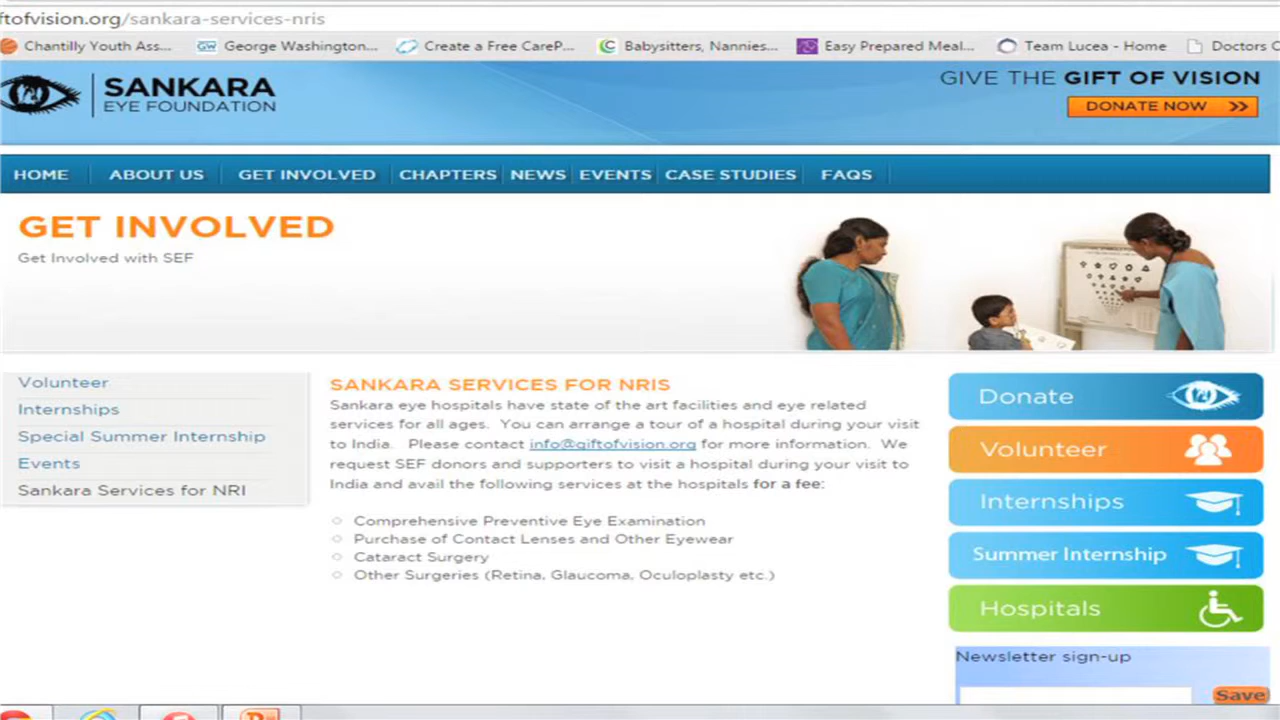 ftofvision.org/sankara-services-nris
Chantilly Youth Ass... George Washington... Create a Free CareP... Babysitters, Nannies... Easy Prepared Meal... Team Lucea - Home Doctors
SANKARA
EYE FOUNDATION
GIVE THE GIFT OF VISION
DONATE NOW >>
HOME ABOUT US GET INVOLVED CHAPTERS NEWS EVENTS CASE STUDIES FAQS
GET INVOLVED
Get Involved with SEF
Volunteer
Internships
Special Summer Internship
Events
Sankara Services for NRI
SANKARA SERVICES FOR NRIS
Sankara eye hospitals have state of the art facilities and eye related
services for all ages. You can arrange a tour of a hospital during your visit
to India. Please contact info@giftofvision.org for more information. We
request SEF donors and supporters to visit a hospital during your visit to
India and avail the following services at the hospitals for a fee:
Comprehensive Preventive Eye Examination
Purchase of Contact Lenses and Other Eyewear
Cataract Surgery
Other Surgeries (Retina, Glaucoma, Oculoplasty etc.)
Donate
Volunteer
Internships
Summer Internship
Hospitals
Newsletter sign-up
Save